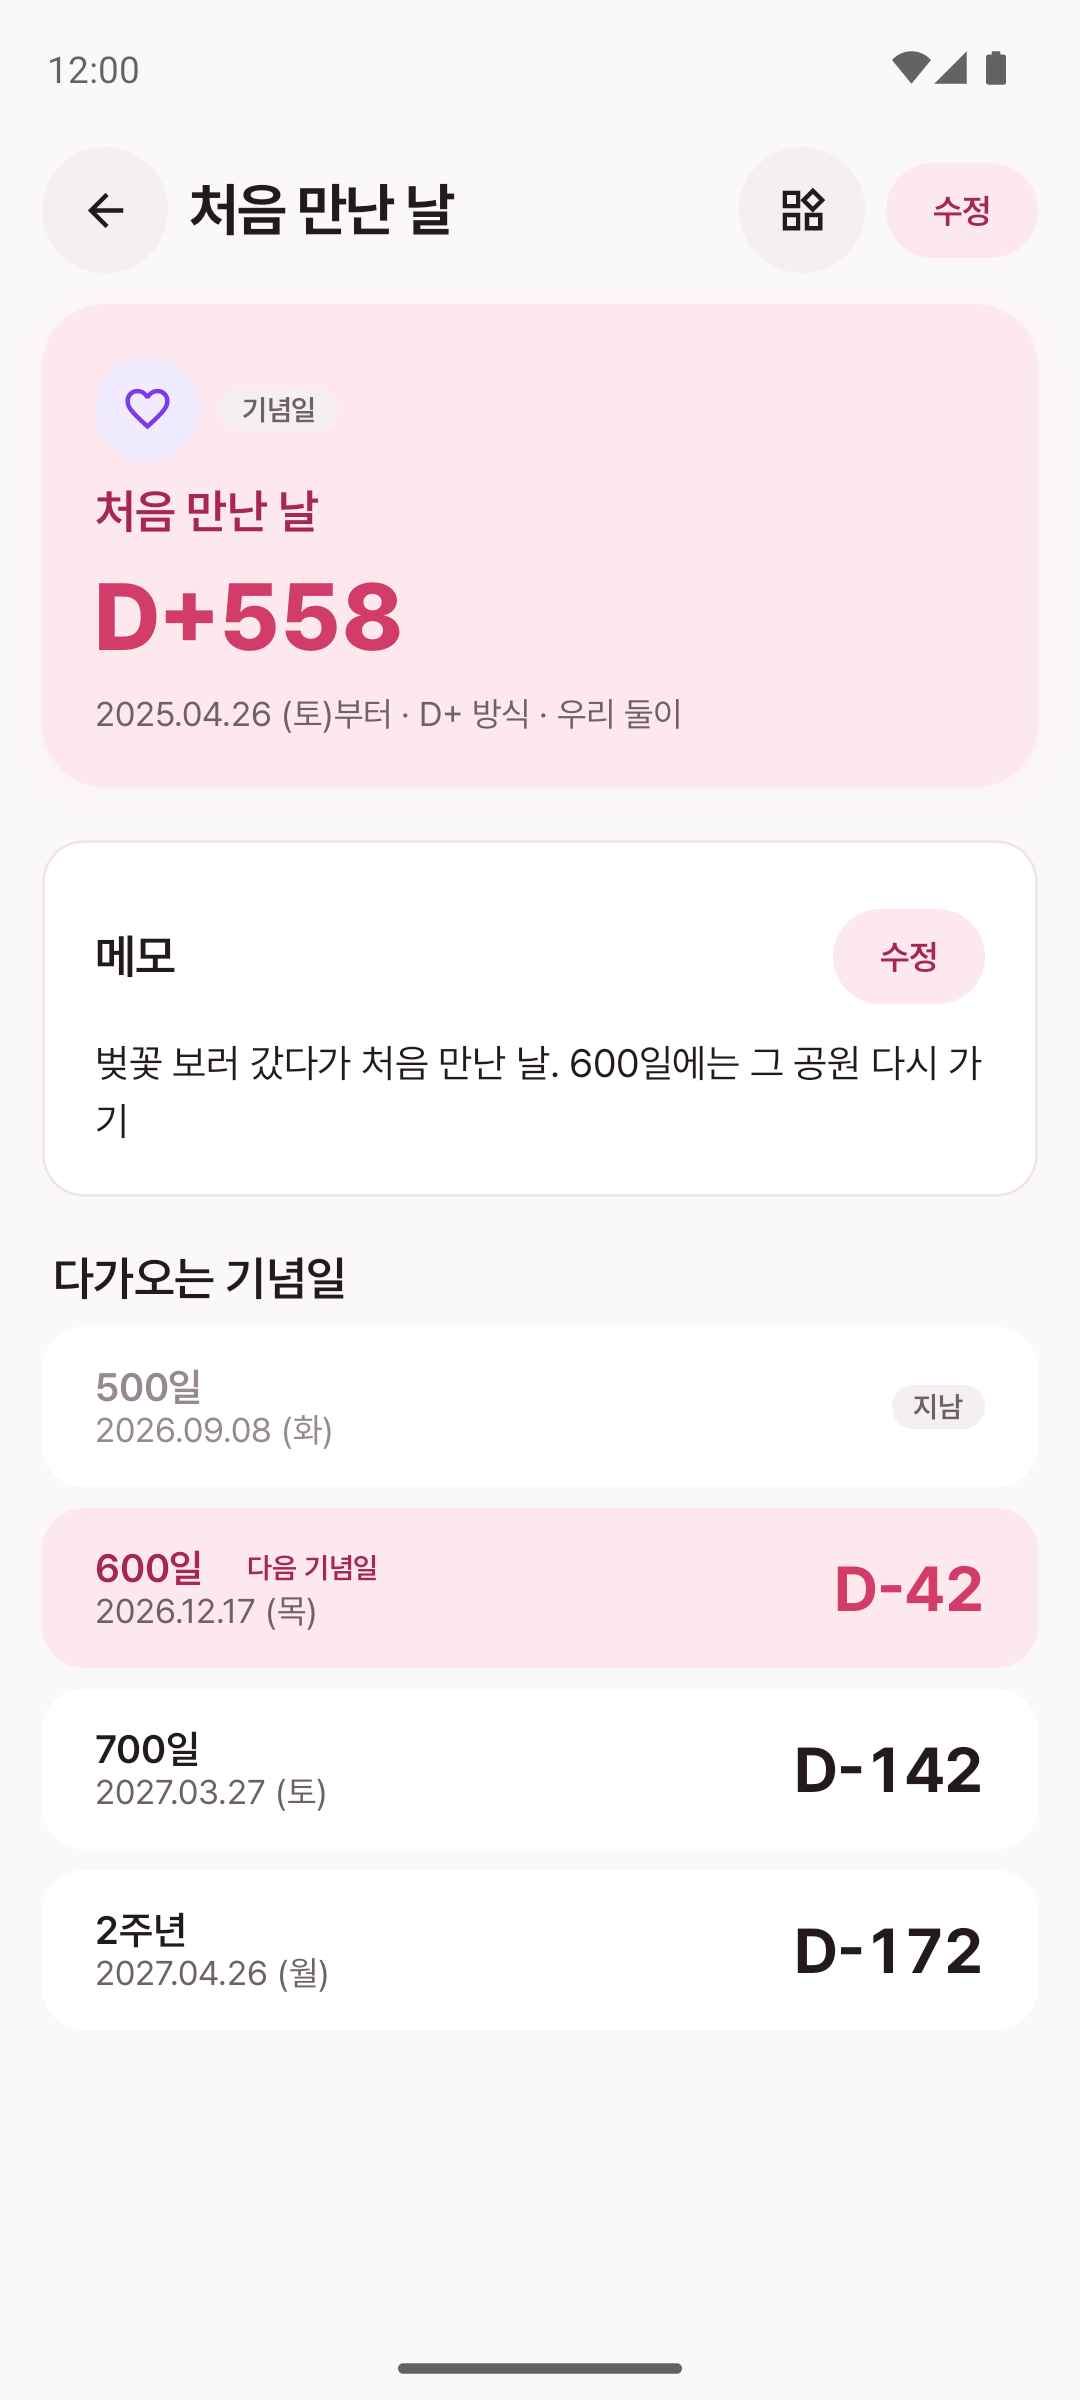 12:00
처음 만난 날
수정
기념일
처음 만난 날
D+558
2025.04.26 (토)부터 · D+ 방식 · 우리 둘이
메모
수정
벚꽃 보러 갔다가 처음 만난 날. 600일에는 그 공원 다시 가
기
다가오는 기념일
500일
2026.09.08 (화)
지남
600일 다음 기념일
2026.12.17 (목)
D-42
700일
2027.03.27 (토)
D-142
2주년
2027.04.26 (월)
D-172